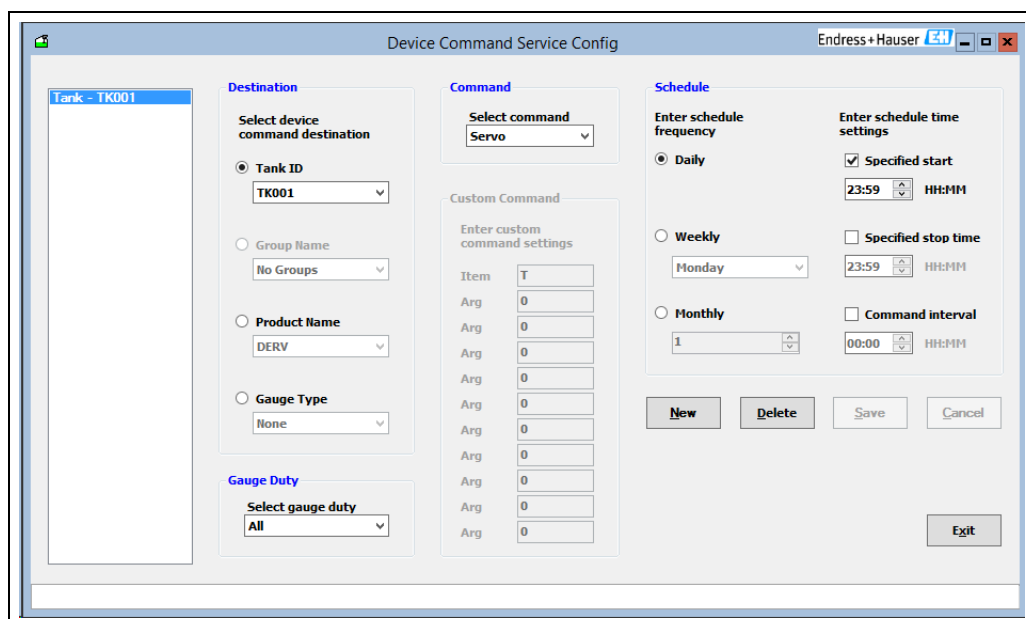 Device Command Service Config
Endress+Hauser EH
Tank - TK001
Destination
Select device
command destination
Tank ID
TK001
Group Name
No Groups
Product Name
DERV
Gauge Type
None
Gauge Duty
Select gauge duty
All
Command
Select command
Servo
Custom Command
Enter custom
command settings
Item T
Arg 0
Arg 0
Arg 0
Arg 0
Arg 0
Arg 0
Arg 0
Arg 0
Arg 0
Arg 0
Schedule
Enter schedule
frequency
Daily
Weekly
Monday
Monthly
1
Enter schedule time
settings
Specified start
23:59 HH:MM
Specified stop time
23:59 HH:MM
Command interval
00:00 HH:MM
New Delete Save Cancel
Exit